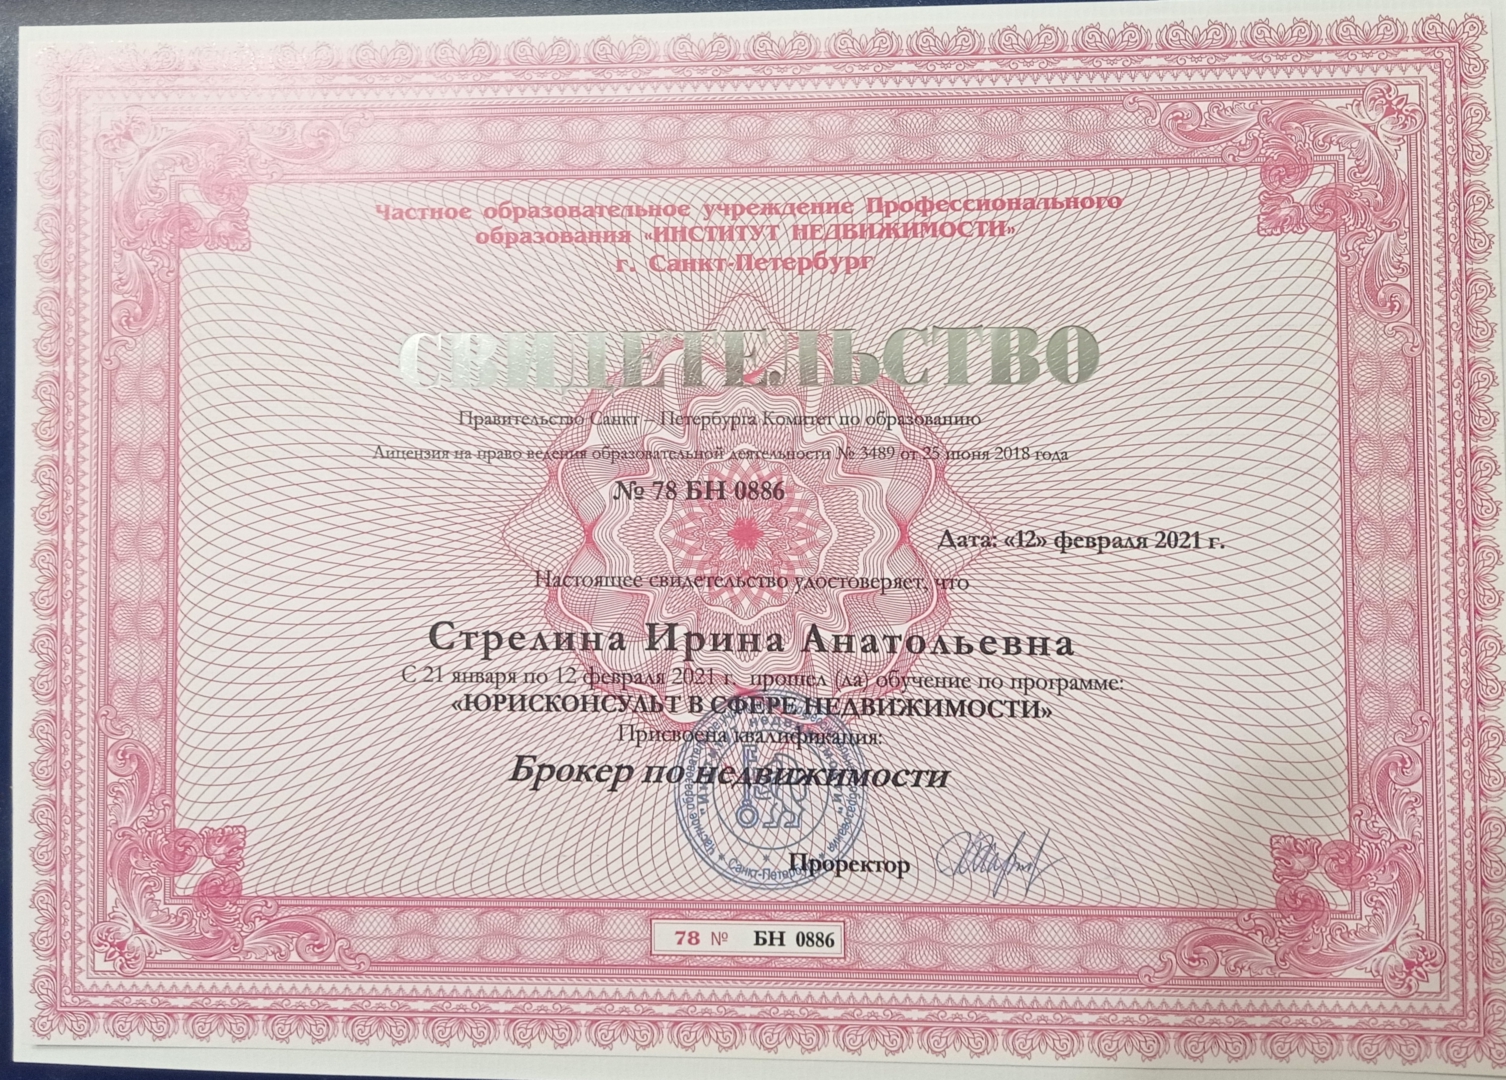 Частное образовательное учреждение Профессионального
образования «ИНСТИТУТ НЕДВИЖИМОСТИ»
г. Санкт-Петербург
СВИДЕТЕЛЬСТВО
Правительство Санкт – Петербурга Комитет по образованию
Лицензия на право ведения образовательной деятельности № 3489 от 25 июня 2018 года
№ 78 БН 0886
Дата: «12» февраля 2021 г.
Настоящее свидетельство удостоверяет, что
Стрелина Ирина Анатольевна
С 21 января по 12 февраля 2021 г. прошел (ла) обучение по программе:
«ЮРИСКОНСУЛЬТ В СФЕРЕ НЕДВИЖИМОСТИ»
Присвоена квалификация:
Брокер по недвижимости
Проректор
Санкт-Петербург
78 № БН 0886